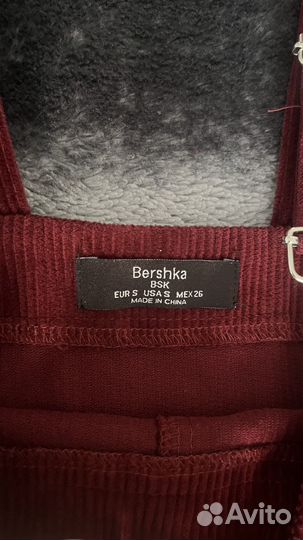 Bershka
BSK
EUR S USA S MEX 26
MADE IN CHINA
Avito